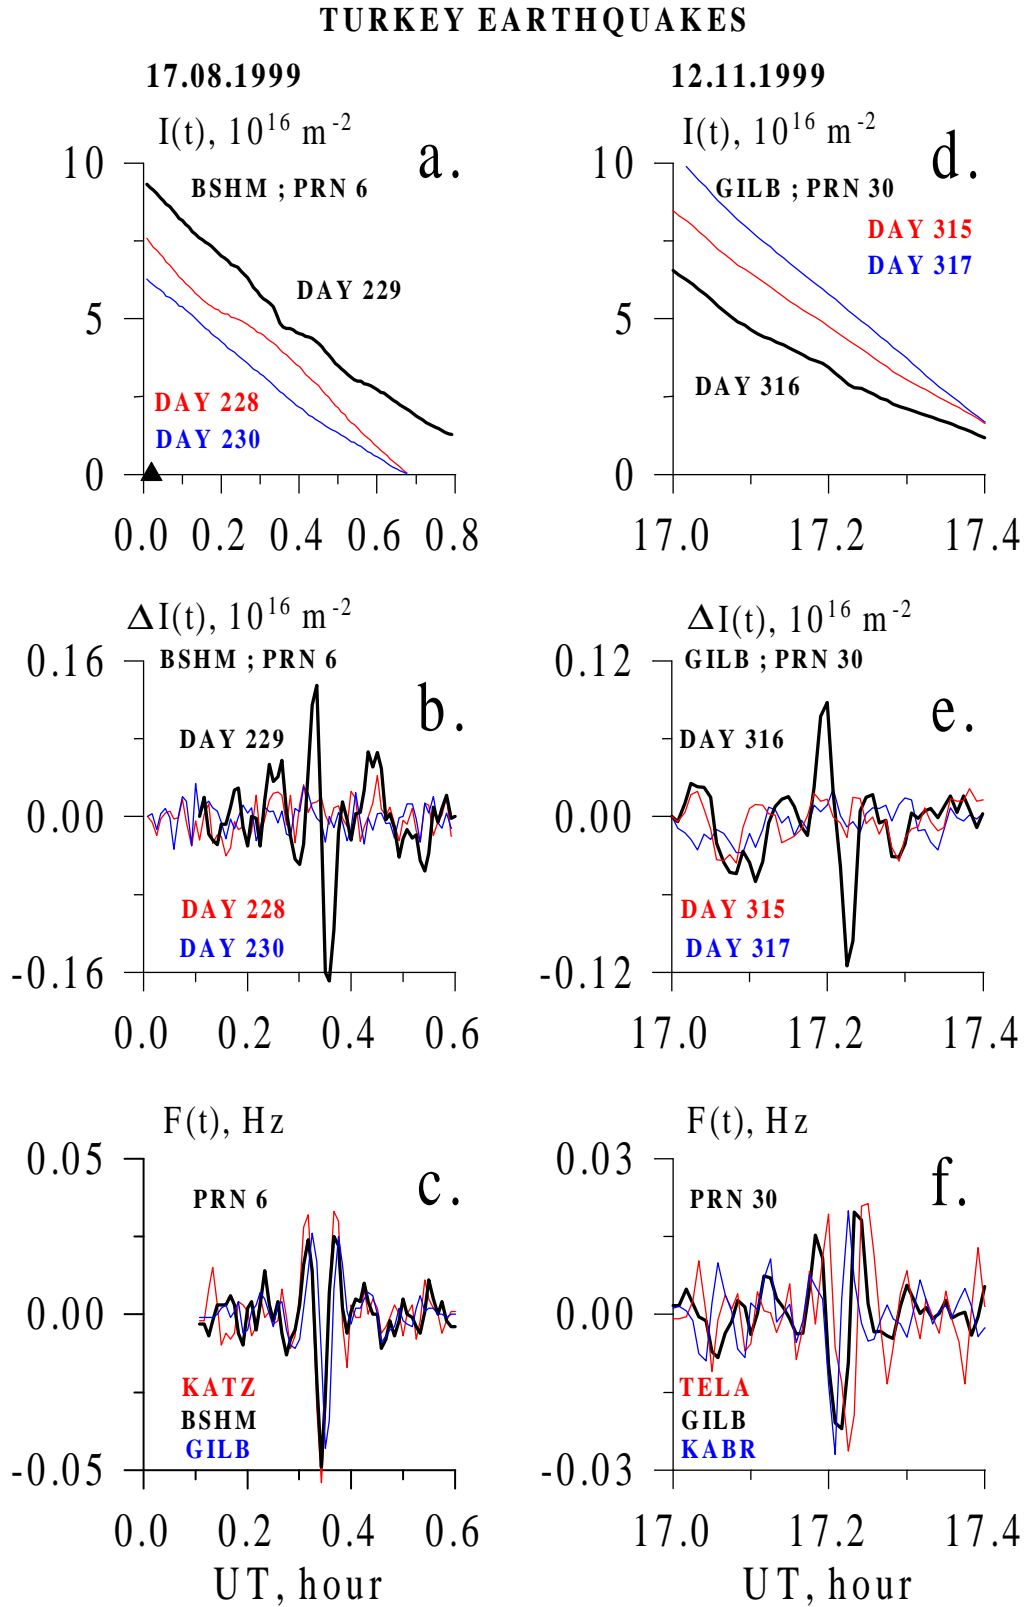 TURKEY EARTHQUAKES
17.08.1999
I(t), 10^16 m^-2
a.
10
BSHM ; PRN 6
DAY 229
5
DAY 228
DAY 230
0
0.0 0.2 0.4 0.6 0.8
ΔI(t), 10^16 m^-2
BSHM ; PRN 6
0.16
b.
DAY 229
0.00
DAY 228
DAY 230
-0.16
0.0 0.2 0.4 0.6
F(t), Hz
0.05
c.
PRN 6
0.00
KATZ
BSHM
GILB
-0.05
0.0 0.2 0.4 0.6
UT, hour
12.11.1999
I(t), 10^16 m^-2
d.
10
GILB ; PRN 30
DAY 315
DAY 317
5
DAY 316
0
17.0 17.2 17.4
ΔI(t), 10^16 m^-2
GILB ; PRN 30
0.12
e.
DAY 316
0.00
DAY 315
DAY 317
-0.12
17.0 17.2 17.4
F(t), Hz
0.03
f.
PRN 30
0.00
TELA
GILB
KABR
-0.03
17.0 17.2 17.4
UT, hour